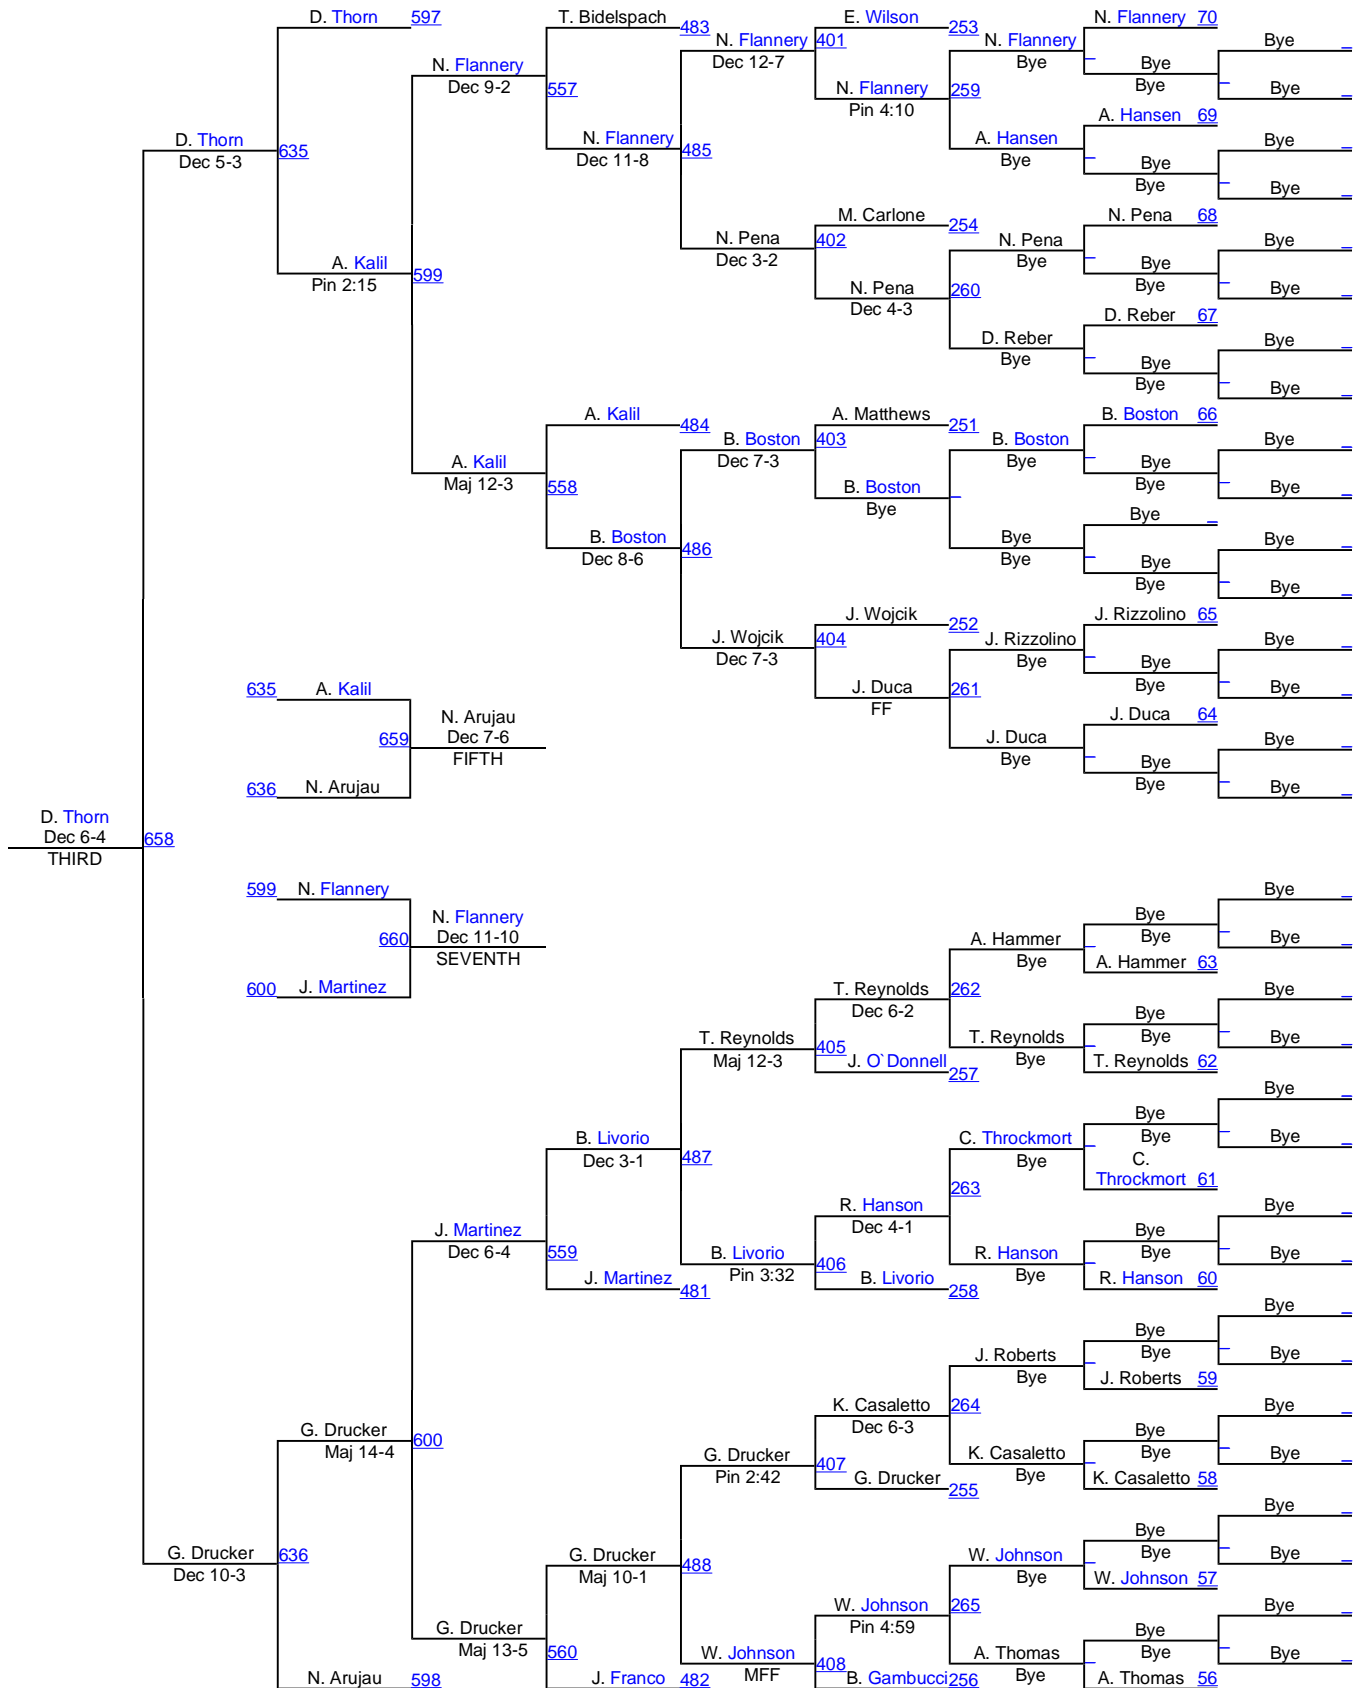 D. Thorn 597
T. Bidelspach 483
E. Wilson 253
N. Flannery 70
Bye _
N. Flannery 401
Dec 12-7
N. Flannery
Bye
_
Bye
Bye
_
Bye _
N. Flannery
Dec 9-2
557
N. Flannery
Pin 4:10
259
A. Hansen 69
D. Thorn
Dec 5-3
635
N. Flannery
Dec 11-8
485
A. Hansen
Bye
_
Bye _
Bye
Bye
_
Bye _
M. Carlone 254
N. Pena 68
N. Pena
Dec 3-2
402
N. Pena
Bye
_
Bye _
A. Kalil
Pin 2:15
599
N. Pena
Dec 4-3
260
Bye
Bye
_
Bye _
D. Reber 67
D. Reber
Bye
_
Bye _
Bye
Bye
_
Bye _
A. Kalil 484
A. Matthews 251
B. Boston 66
B. Boston
Dec 7-3
403
B. Boston
Bye
_
Bye _
A. Kalil
Maj 12-3
558
B. Boston
Bye
_
Bye
Bye
_
Bye _
Bye _
B. Boston
Dec 8-6
486
Bye
Bye
_
Bye _
Bye
Bye
_
Bye _
J. Wojcik 252
J. Rizzolino 65
J. Wojcik
Dec 7-3
404
J. Rizzolino
Bye
_
Bye _
Bye
Bye
_
Bye _
635 A. Kalil
J. Duca
FF
261
J. Duca 64
659
N. Arujau
Dec 7-6
FIFTH
J. Duca
Bye
_
Bye _
636 N. Arujau
Bye
Bye
_
Bye _
D. Thorn
Dec 6-4
THIRD
658
599 N. Flannery
660
N. Flannery
Dec 11-10
SEVENTH
600 J. Martinez
Bye _
Bye
Bye
_
Bye _
A. Hammer
Bye
_
A. Hammer 63
T. Reynolds
Dec 6-2
262
Bye _
Bye
Bye
_
Bye _
T. Reynolds
Maj 12-3
405
T. Reynolds
Bye
_
T. Reynolds 62
J. O`Donnell 257
Bye _
Bye
Bye
_
Bye _
B. Livorio
Dec 3-1
487
C. Throckmort
Bye
_
C.
Throckmort 61
263
R. Hanson
Dec 4-1
Bye _
Bye
Bye
_
Bye _
J. Martinez
Dec 6-4
559
B. Livorio
Pin 3:32
406
R. Hanson
Bye
_
R. Hanson 60
J. Martinez 481
B. Livorio 258
Bye _
Bye
Bye
_
Bye _
J. Roberts
Bye
_
J. Roberts 59
K. Casaletto
Dec 6-3
264
Bye _
G. Drucker
Maj 14-4
600
Bye
Bye
_
Bye _
G. Drucker
Pin 2:42
407
K. Casaletto
Bye
_
K. Casaletto 58
G. Drucker 255
Bye _
Bye
Bye
_
Bye _
G. Drucker
Dec 10-3
636
G. Drucker
Maj 10-1
488
W. Johnson
Bye
_
W. Johnson 57
W. Johnson
Pin 4:59
265
Bye _
G. Drucker
Maj 13-5
560
Bye
Bye
_
Bye _
W. Johnson
MFF
408
A. Thomas
Bye
_
A. Thomas 56
N. Arujau 598
J. Franco 482
B. Gambucci 256